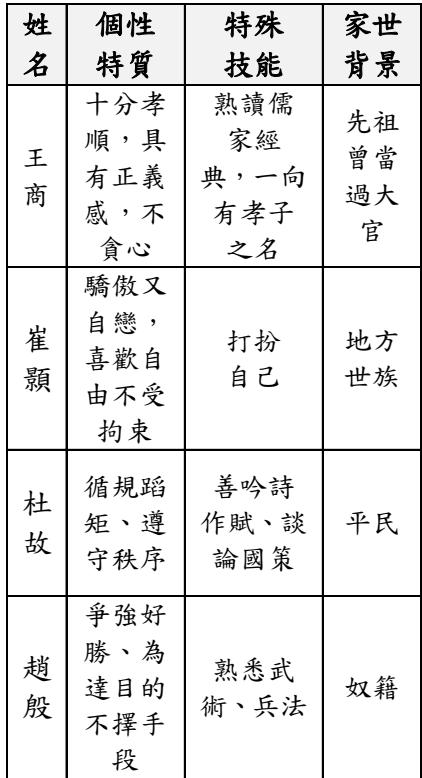 姓名
個性特質
特殊技能
家世背景
王商
十分孝
順，具
有正義
感，不
貪心
熟讀儒
家經
典，一向
有孝子
之名
先祖
曾當
過大
官
崔顥
驕傲又
自戀，
喜歡自
由不受
拘束
打扮
自己
地方
世族
杜故
循規蹈
矩、遵
守秩序
善吟詩
作賦、談
論國策
平民
趙殷
爭強好
勝、為
達目的
不擇手
段
熟悉武
術、兵法
奴籍